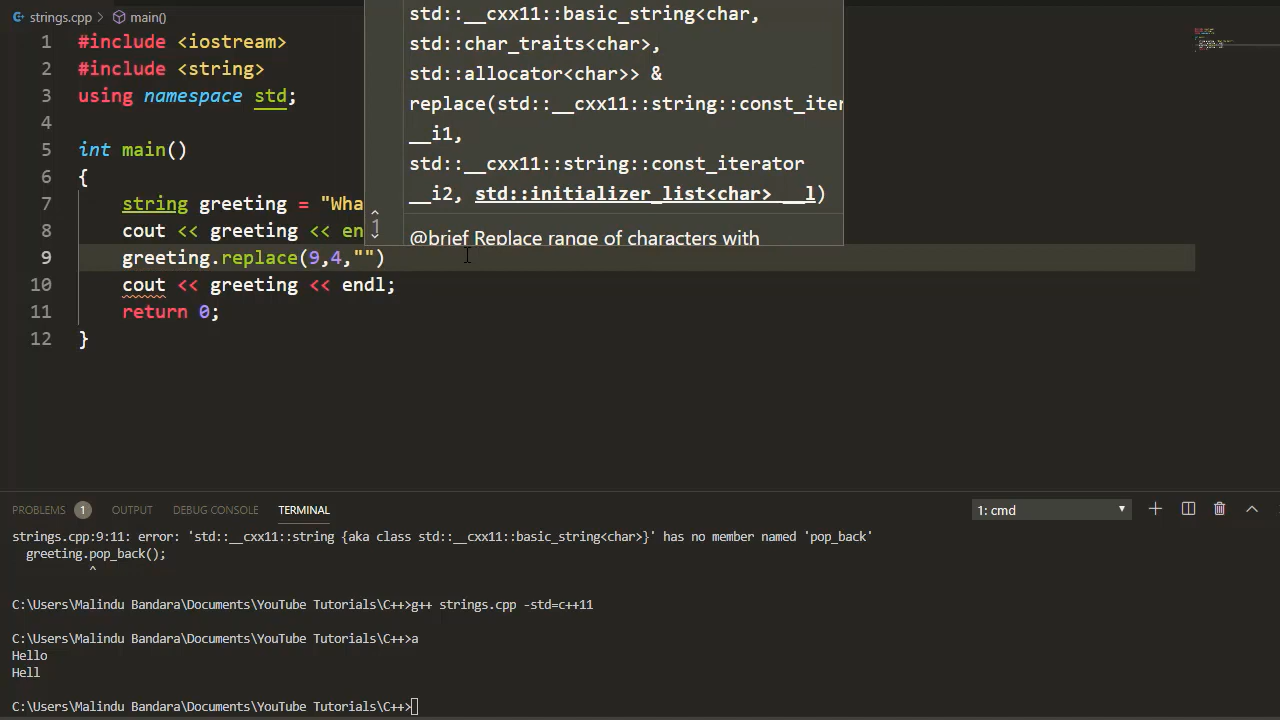 strings.cpp > main()
1 #include <iostream>
2 #include <string>
3 using namespace std;
4
5 int main()
6 {
7 string greeting = "Wha
8 cout << greeting << en
9 greeting.replace(9,4,"")
10 cout << greeting << endl;
11 return 0;
12 }
1
std::__cxx11::basic_string<char,
std::char_traits<char>,
std::allocator<char>> &
replace(std::__cxx11::string::const_iter
__i1,
std::__cxx11::string::const_iterator
__i2, std::initializer_list<char> __l)
@brief Replace range of characters with
PROBLEMS 1 OUTPUT DEBUG CONSOLE TERMINAL 1: cmd
strings.cpp:9:11: error: 'std::__cxx11::string {aka class std::__cxx11::basic_string<char>}' has no member named 'pop_back'
greeting.pop_back();
^
C:\Users\Malindu Bandara\Documents\YouTube Tutorials\C++>g++ strings.cpp -std=c++11
C:\Users\Malindu Bandara\Documents\YouTube Tutorials\C++>a
Hello
Hell
C:\Users\Malindu Bandara\Documents\YouTube Tutorials\C++>